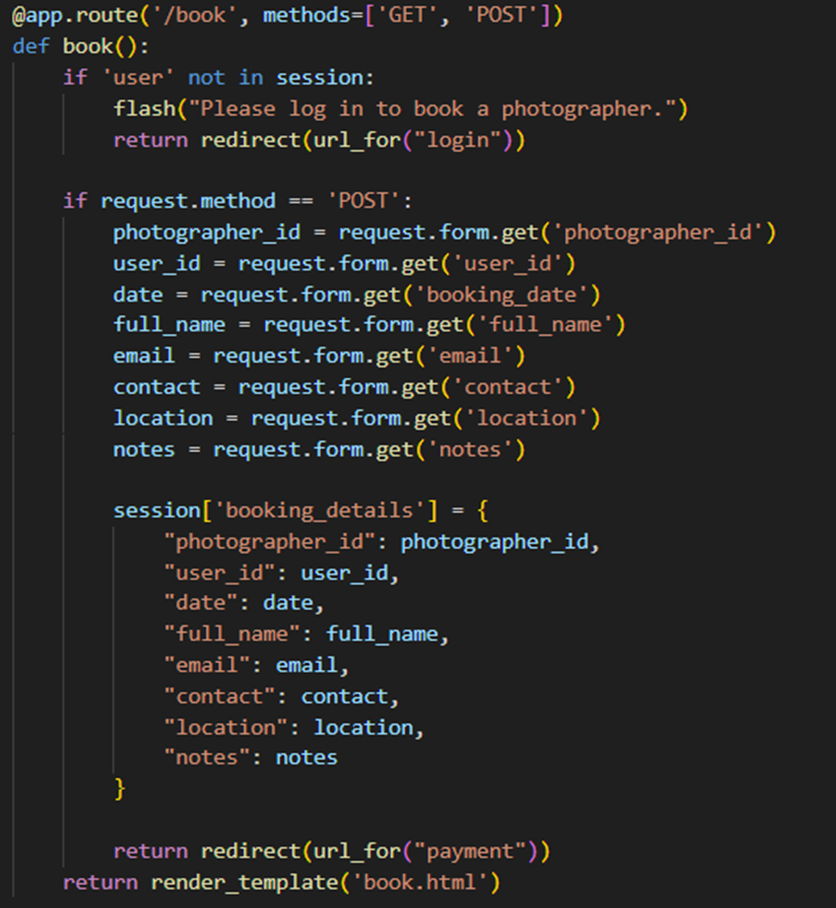 @app.route('/book', methods=['GET', 'POST'])
def book():
    if 'user' not in session:
        flash("Please log in to book a photographer.")
        return redirect(url_for("login"))

    if request.method == 'POST':
        photographer_id = request.form.get('photographer_id')
        user_id = request.form.get('user_id')
        date = request.form.get('booking_date')
        full_name = request.form.get('full_name')
        email = request.form.get('email')
        contact = request.form.get('contact')
        location = request.form.get('location')
        notes = request.form.get('notes')

        session['booking_details'] = {
            "photographer_id": photographer_id,
            "user_id": user_id,
            "date": date,
            "full_name": full_name,
            "email": email,
            "contact": contact,
            "location": location,
            "notes": notes
        }

        return redirect(url_for("payment"))
    return render_template('book.html')